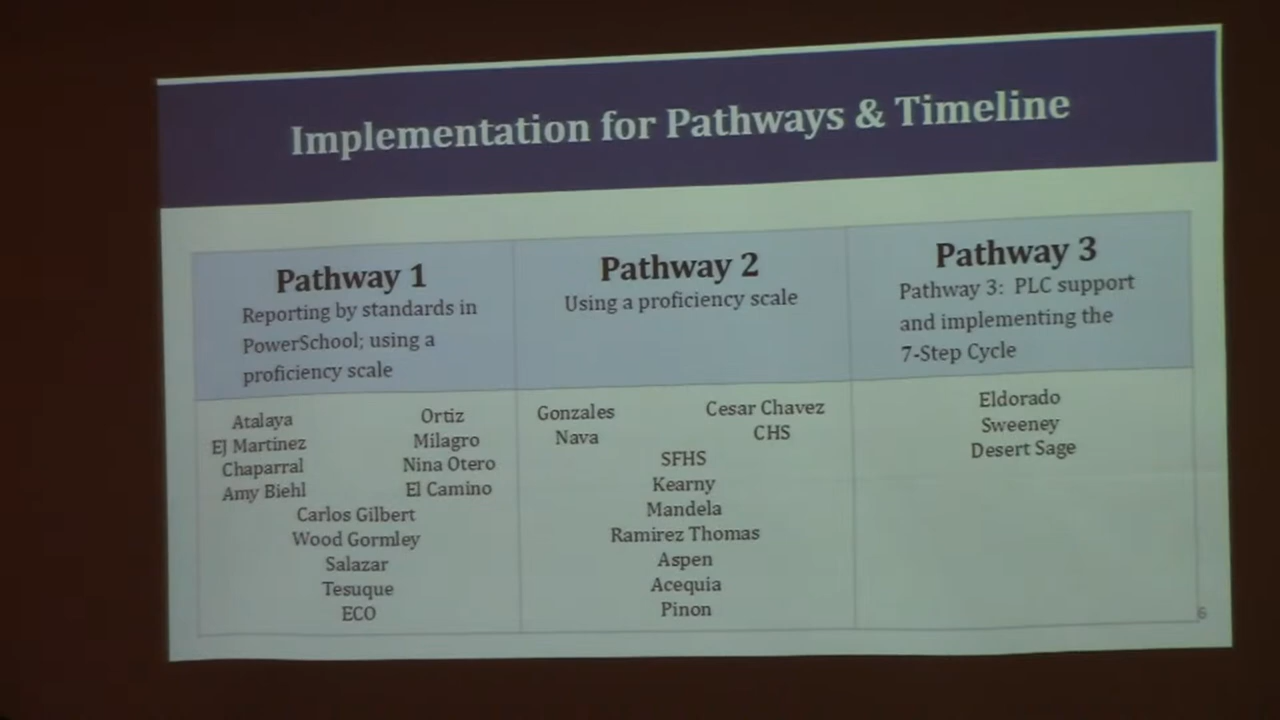 Implementation for Pathways & Timeline
Pathway 1
Reporting by standards in
PowerSchool; using a
proficiency scale
Pathway 2
Using a proficiency scale
Pathway 3
Pathway 3: PLC support
and implementing the
7-Step Cycle
Atalaya Ortiz
EJ Martinez Milagro
Chaparral Nina Otero
Amy Biehl El Camino
Carlos Gilbert
Wood Gormley
Salazar
Tesuque
ECO
Gonzales Cesar Chavez
Nava CHS
SFHS
Kearny
Mandela
Ramirez Thomas
Aspen
Acequia
Pinon
Eldorado
Sweeney
Desert Sage
6